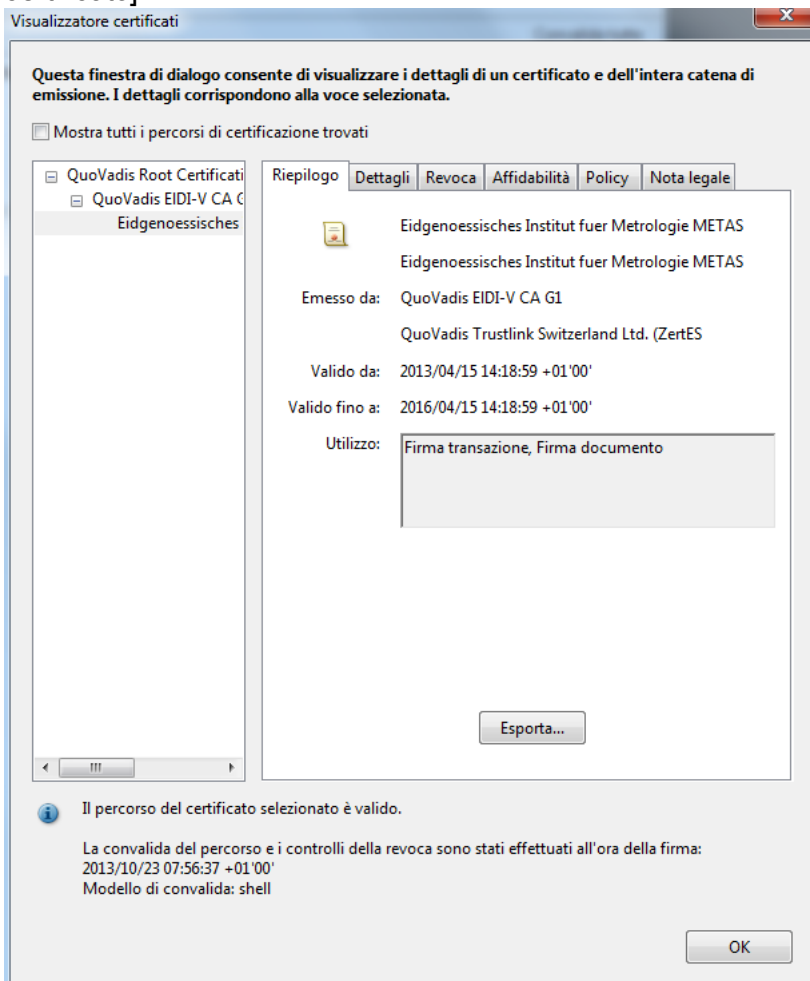 Visualizzatore certificati
Questa finestra di dialogo consente di visualizzare i dettagli di un certificato e dell'intera catena di
emissione. I dettagli corrispondono alla voce selezionata.
Mostra tutti i percorsi di certificazione trovati
QuoVadis Root Certificati
QuoVadis EIDI-V CA G
Eidgenoessisches
Riepilogo Dettagli Revoca Affidabilità Policy Nota legale
Eidgenoessisches Institut fuer Metrologie METAS
Eidgenoessisches Institut fuer Metrologie METAS
Emesso da: QuoVadis EIDI-V CA G1
QuoVadis Trustlink Switzerland Ltd. (ZertES
Valido da: 2013/04/15 14:18:59 +01'00'
Valido fino a: 2016/04/15 14:18:59 +01'00'
Utilizzo: Firma transazione, Firma documento
Esporta...
Il percorso del certificato selezionato è valido.
La convalida del percorso e i controlli della revoca sono stati effettuati all'ora della firma:
2013/10/23 07:56:37 +01'00'
Modello di convalida: shell
OK